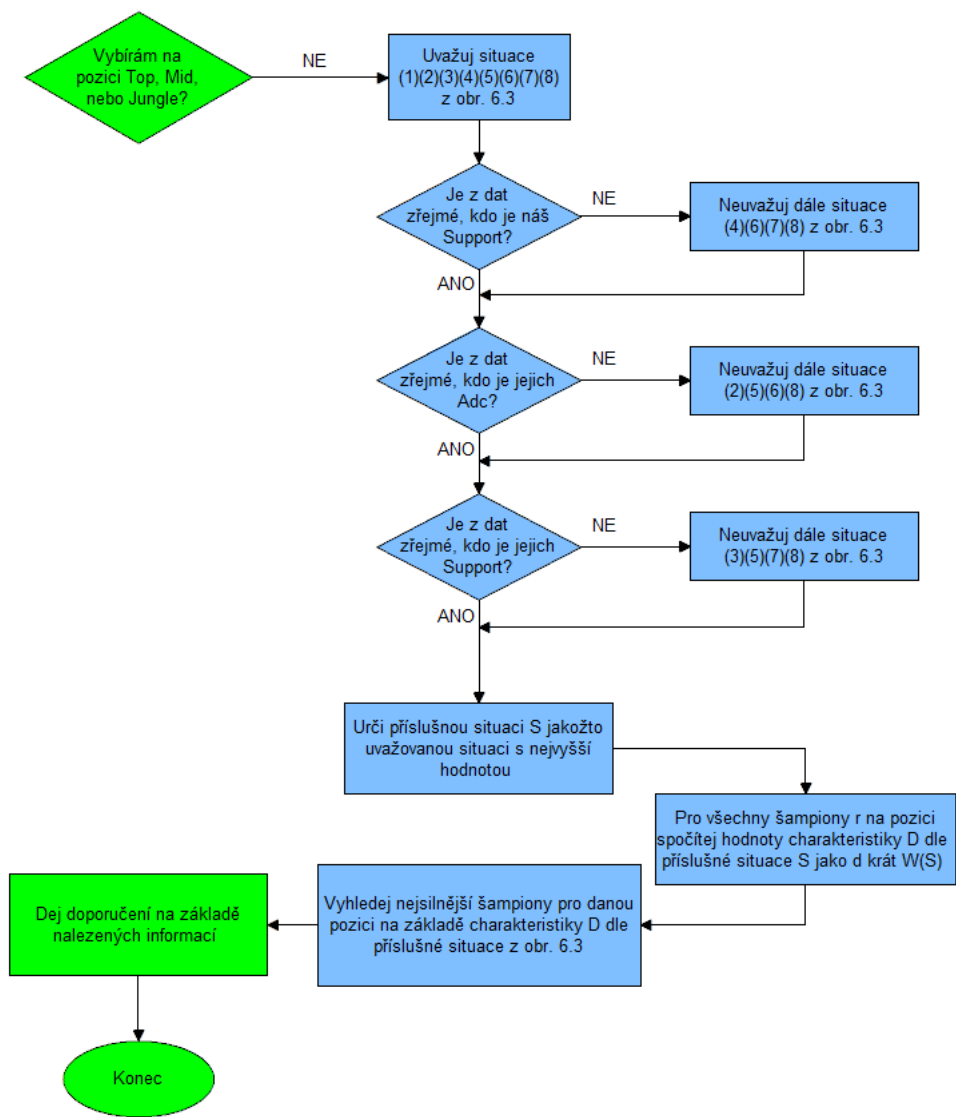 Vybírám na
pozici Top, Mid,
nebo Jungle?
NE
Uvažuj situace
(1)(2)(3)(4)(5)(6)(7)(8)
z obr. 6.3
Je z dat
zřejmé, kdo je náš
Support?
NE
Neuvažuj dále situace
(4)(6)(7)(8) z obr. 6.3
ANO
Je z dat
zřejmé, kdo je jejich
Adc?
NE
Neuvažuj dále situace
(2)(5)(6)(8) z obr. 6.3
ANO
Je z dat
zřejmé, kdo je jejich
Support?
NE
Neuvažuj dále situace
(3)(5)(7)(8) z obr. 6.3
ANO
Urči příslušnou situaci S jakožto
uvažovanou situaci s nejvyšší
hodnotou
Pro všechny šampiony r na pozici
spočítej hodnoty charakteristiky D dle
příslušné situace S jako d krát W(S)
Vyhledej nejsilnější šampiony pro danou
pozici na základě charakteristiky D dle
příslušné situace z obr. 6.3
Dej doporučení na základě
nalezených informací
Konec